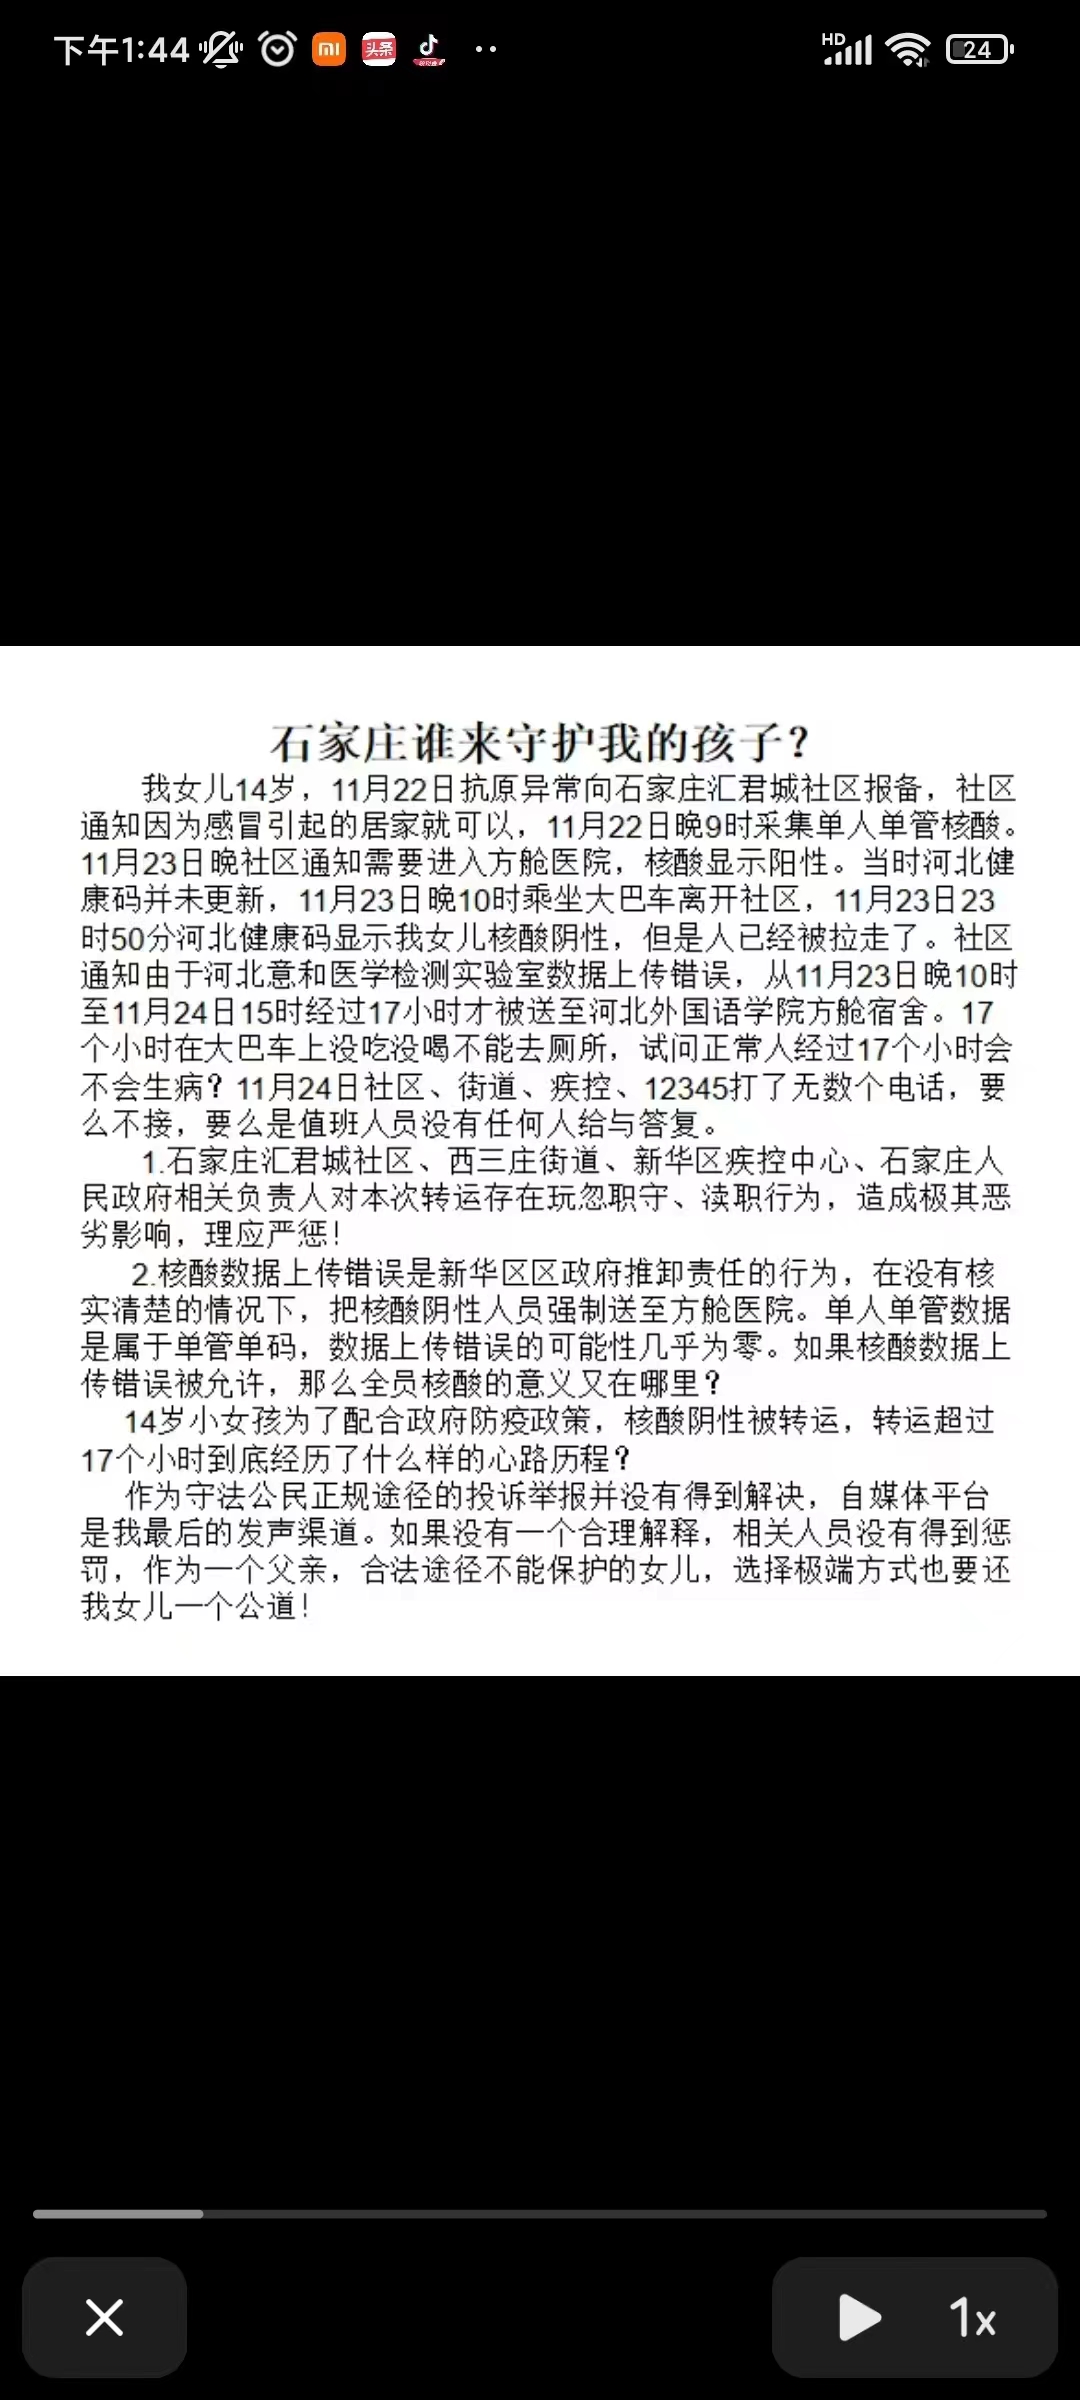 下午1:44
头条
HD
24
石家庄谁来守护我的孩子？
我女儿14岁，11月22日抗原异常向石家庄汇君城社区报备，社区
通知因为感冒引起的居家就可以，11月22日晚9时采集单人单管核酸。
11月23日晚社区通知需要进入方舱医院，核酸显示阳性。当时河北健
康码并未更新，11月23日晚10时乘坐大巴车离开社区，11月23日23
时50分河北健康码显示我女儿核酸阴性，但是人已经被拉走了。社区
通知由于河北意和医学检测实验室数据上传错误，从11月23日晚10时
至11月24日15时经过17小时才被送至河北外国语学院方舱宿舍。17
个小时在大巴车上没吃没喝不能去厕所，试问正常人经过17个小时会
不会生病？11月24日社区、街道、疾控、12345打了无数个电话，要
么不接，要么是值班人员没有任何人给与答复。
1.石家庄汇君城社区、西三庄街道、新华区疾控中心、石家庄人
民政府相关负责人对本次转运存在玩忽职守、渎职行为，造成极其恶
劣影响，理应严惩！
2.核酸数据上传错误是新华区区政府推卸责任的行为，在没有核
实清楚的情况下，把核酸阴性人员强制送至方舱医院。单人单管数据
是属于单管单码，数据上传错误的可能性几乎为零。如果核酸数据上
传错误被允许，那么全员核酸的意义又在哪里？
14岁小女孩为了配合政府防疫政策，核酸阴性被转运，转运超过
17个小时到底经历了什么样的心路历程？
作为守法公民正规途径的投诉举报并没有得到解决，自媒体平台
是我最后的发声渠道。如果没有一个合理解释，相关人员没有得到惩
罚，作为一个父亲，合法途径不能保护的女儿，选择极端方式也要还
我女儿一个公道！
1x